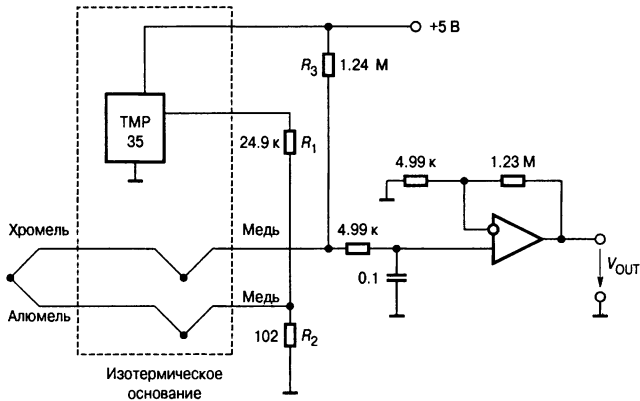 +5 В
R3 1.24 М
TMP
35
24.9 к R1
4.99 к
1.23 М
Хромель
Медь
4.99 к
0.1
VOUT
Алюмель
Медь
102 R2
Изотермическое
основание